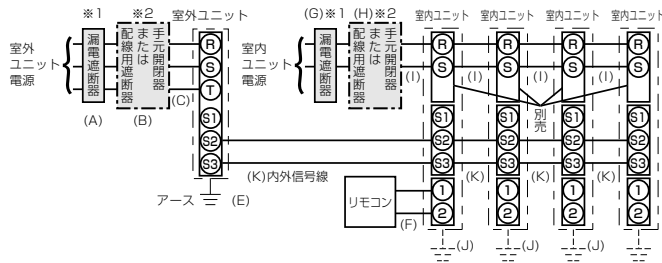 ※1
※2
室外ユニット
(G)※1
(H)※2
室内ユニット
室内ユニット
室内ユニット
室内ユニット
室外
ユニット
電源
漏電遮断器
手元開閉器
または
配線用遮断器
(A)
(B)
(C)
R
S
T
S1
S2
S3
室内
ユニット
電源
漏電遮断器
手元開閉器
または
配線用遮断器
R
S
(I)
R
S
(I)
R
S
(I)
R
S
(I)
別売
S1
S2
S3
S1
S2
S3
S1
S2
S3
S1
S2
S3
(K)内外信号線
(K)
(K)
(K)
アース
(E)
リモコン
(F)
1
2
1
2
1
2
1
2
(J)
(J)
(J)